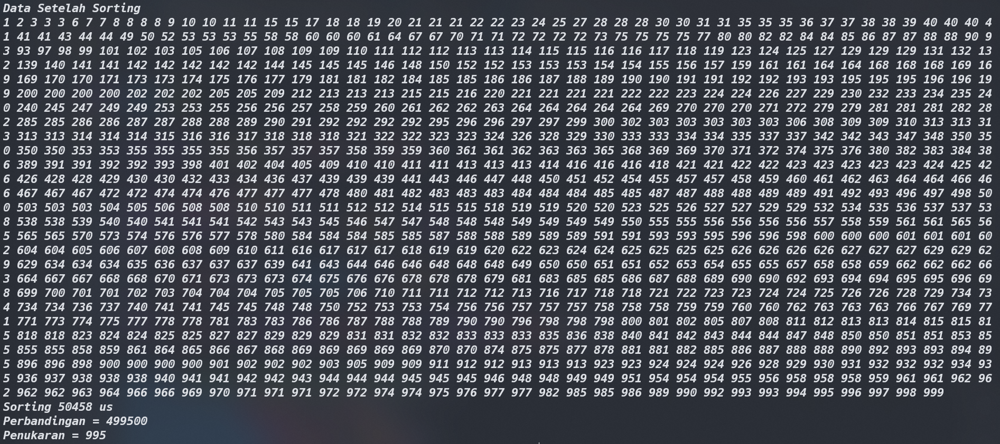 Data Setelah Sorting
1 2 3 3 3 6 7 7 8 8 8 8 9 10 10 11 11 15 15 17 18 18 19 20 21 21 21 22 22 23 24 25 27 28 28 28 30 30 31 31 35 35 35 36 37 37 38 38 39 40 40 40 4
1 41 41 43 44 44 49 50 52 53 53 53 55 58 58 60 60 60 61 64 67 67 70 71 71 72 72 72 72 73 75 75 75 75 77 80 80 82 82 84 84 85 86 87 87 88 88 90 9
3 93 97 98 99 101 102 103 105 106 107 108 109 109 110 111 112 112 113 113 114 115 115 116 116 117 118 119 123 124 125 127 129 129 129 131 132 13
2 139 140 141 141 142 142 142 142 142 144 145 145 145 146 148 150 152 152 153 153 153 154 154 155 156 157 159 161 161 164 164 168 168 168 169 16
9 169 170 170 171 173 173 174 175 176 177 179 181 181 182 184 185 185 186 186 187 188 189 190 190 191 191 192 192 193 193 195 195 195 196 196 19
9 200 200 200 200 202 202 202 205 205 209 212 213 213 213 215 215 216 220 221 221 221 221 222 222 223 224 224 226 227 229 230 232 233 234 235 24
0 240 245 247 249 249 253 253 255 256 256 257 258 259 260 261 262 262 263 264 264 264 264 264 269 270 270 270 271 272 279 279 281 281 281 282 28
2 285 285 286 286 287 287 288 288 289 290 291 292 292 292 292 295 296 296 297 297 299 300 302 303 303 303 303 303 306 308 309 309 310 313 313 31
3 313 313 314 314 314 315 316 316 317 318 318 318 321 322 322 323 323 324 326 328 329 330 333 333 334 334 335 337 337 342 342 343 347 348 350 35
0 350 350 353 353 355 355 355 355 356 357 357 357 358 359 359 360 361 361 362 363 363 365 368 369 369 370 371 372 374 375 376 380 382 383 384 38
6 389 391 391 392 392 393 398 401 402 404 405 409 410 410 411 411 413 413 413 414 416 416 416 418 421 421 422 422 423 423 423 423 423 424 425 42
6 426 428 428 429 430 430 432 433 434 436 437 439 439 439 441 443 446 447 448 450 451 452 454 455 457 457 458 459 460 461 462 463 464 464 466 46
6 467 467 467 472 472 474 474 476 477 477 477 478 480 481 482 483 483 483 484 484 484 485 485 487 487 488 488 489 489 491 492 493 496 497 498 50
0 503 503 503 504 505 506 508 508 510 510 511 511 512 512 514 515 515 518 519 519 520 520 523 525 526 527 527 529 529 532 534 535 536 537 537 53
8 538 538 539 540 540 541 541 541 542 543 543 545 546 547 547 548 548 548 549 549 549 549 550 555 555 556 556 556 556 557 558 559 561 561 565 56
5 565 565 570 573 574 576 576 577 578 580 584 584 584 585 585 587 588 588 589 589 589 591 591 593 593 595 596 596 598 600 600 600 601 601 601 60
2 604 604 605 606 607 608 608 609 610 611 616 617 617 617 618 619 619 620 622 623 624 624 625 625 625 625 626 626 626 626 627 627 627 629 629 62
9 629 634 634 634 635 636 637 637 637 639 641 643 644 646 646 648 648 648 649 650 650 651 651 652 653 654 655 655 657 658 658 659 662 662 662 66
3 664 667 667 668 668 670 671 673 673 673 674 675 676 676 678 678 678 679 681 683 685 685 686 687 688 689 690 690 692 693 694 694 695 695 696 69
8 699 700 701 701 702 703 704 704 704 705 705 705 706 710 711 711 712 712 713 716 717 718 718 721 722 723 723 724 724 725 726 726 728 729 734 73
4 734 734 736 737 740 741 741 745 745 748 748 750 752 753 753 754 756 756 757 757 757 758 758 758 759 759 760 760 762 763 763 763 766 767 769 77
1 771 773 774 775 777 778 778 781 783 783 786 786 787 788 788 789 790 790 796 798 798 798 800 801 802 805 807 808 811 812 813 813 814 815 815 81
5 818 818 823 824 824 825 825 827 827 829 829 829 831 831 832 832 833 833 833 835 836 838 840 841 842 843 844 844 847 848 850 850 851 851 853 85
5 855 855 858 859 861 864 865 866 867 868 869 869 869 869 869 870 870 874 875 875 877 878 881 881 882 885 886 887 888 888 890 892 893 893 894 89
5 896 896 898 900 900 900 900 901 902 902 902 903 905 909 909 911 912 912 913 913 913 923 923 924 924 924 926 928 929 930 931 932 932 932 934 93
5 936 937 938 938 938 940 941 941 942 942 943 944 944 944 945 945 945 946 948 948 949 949 951 954 954 954 955 956 958 958 958 959 961 961 962 96
2 962 962 963 964 966 966 969 970 971 971 971 972 972 974 974 975 976 977 977 982 985 985 986 989 990 992 993 993 994 995 996 997 998 999
Sorting 50458 us
Perbandingan = 499500
Penukaran = 995